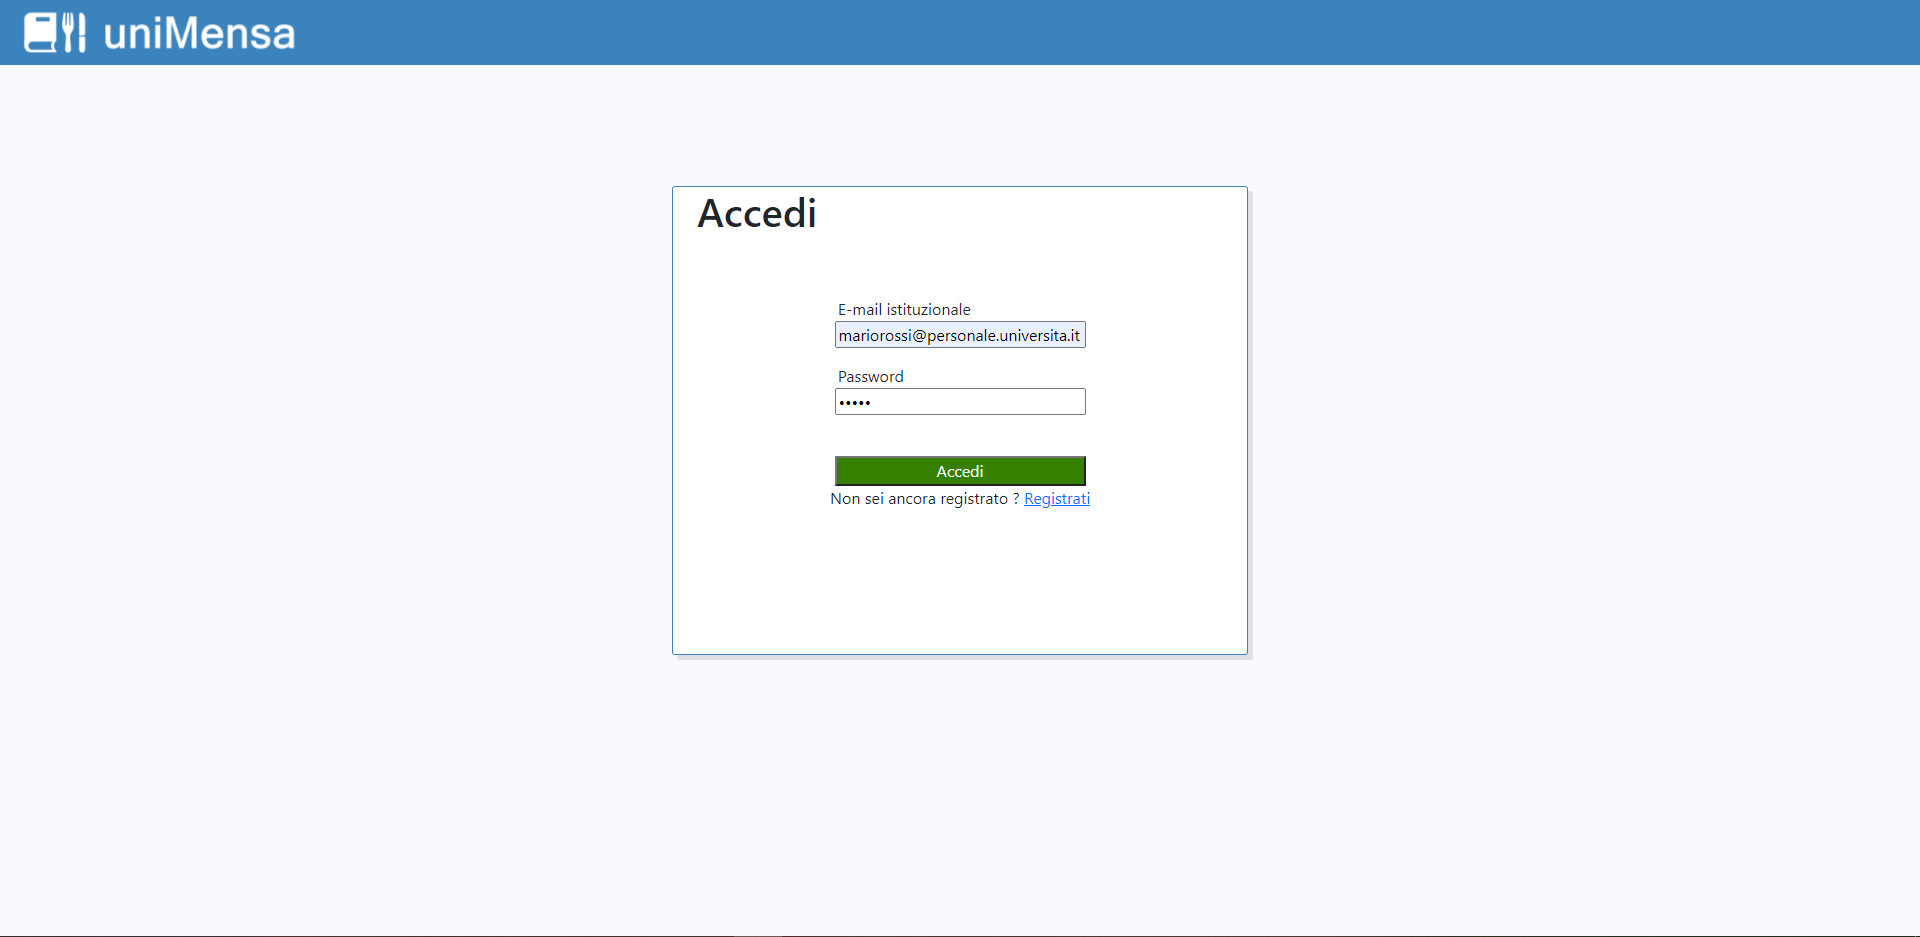 uniMensa
Accedi
E-mail istituzionale
mariorossi@personale.universita.it
Password
•••••
Accedi
Non sei ancora registrato ? Registrati